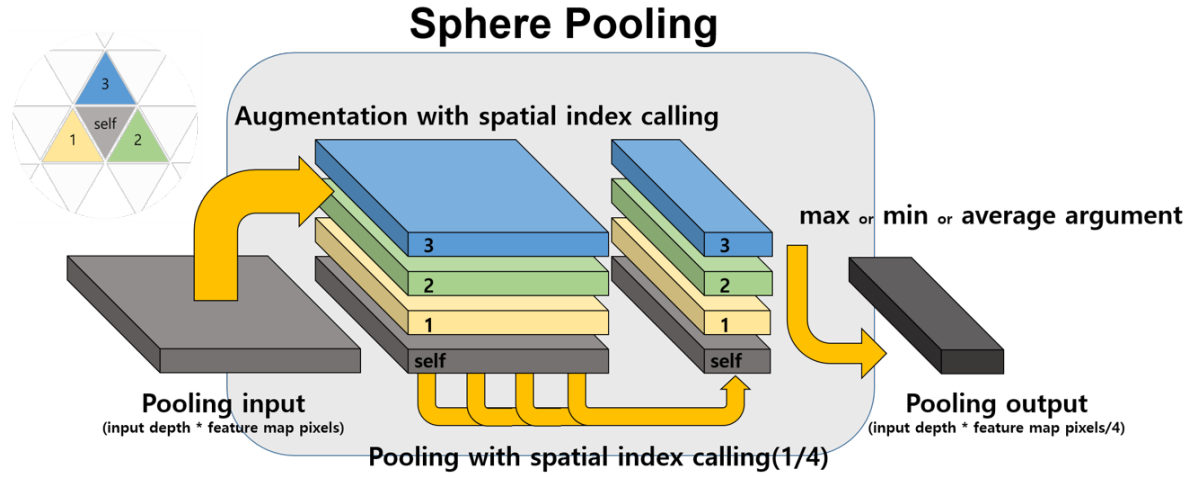 Sphere Pooling
3
self
1
2
Augmentation with spatial index calling
3
2
1
self
3
2
1
self
max or min or average argument
Pooling input
(input depth * feature map pixels)
Pooling output
(input depth * feature map pixels/4)
Pooling with spatial index calling(1/4)